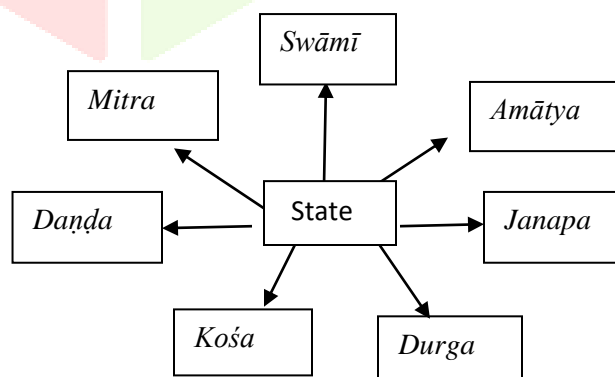 Swāmī
Mitra
Amātya
State
Daṇḍa
Janapa
Kośa
Durga